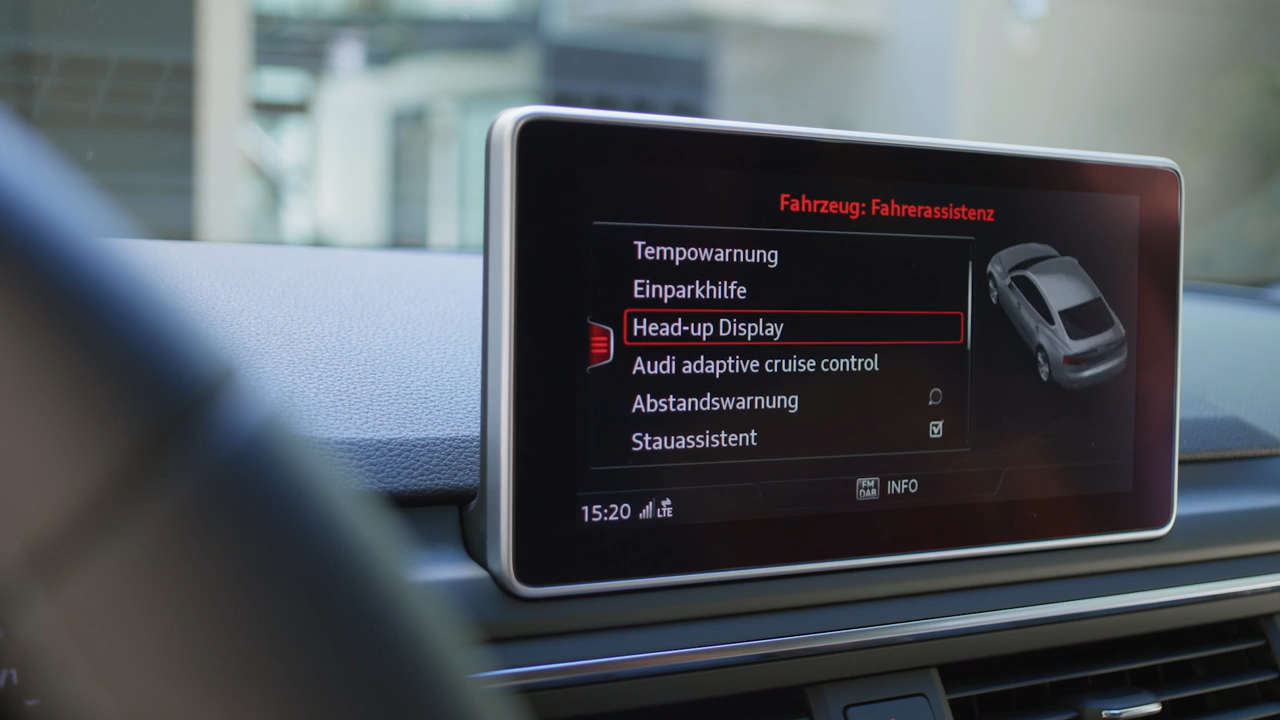 Fahrzeug: Fahrerassistenz
Tempowarnung
Einparkhilfe
Head-up Display
Audi adaptive cruise control
Abstandswarnung
Stauassistent
FM
DAB
INFO
15:20
LTE